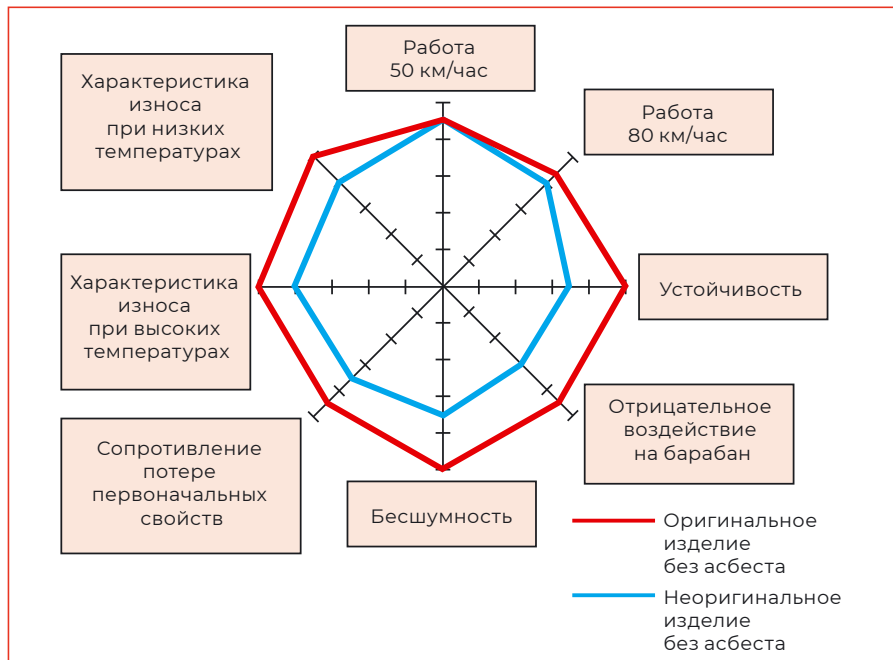 Работа
50 км/час
Характеристика
износа
при низких
температурах
Работа
80 км/час
Характеристика
износа
при высоких
температурах
Устойчивость
Отрицательное
воздействие
на барабан
Сопротивление
потере
первоначальных
свойств
Бесшумность
Оригинальное
изделие
без асбеста
Неоригинальное
изделие
без асбеста